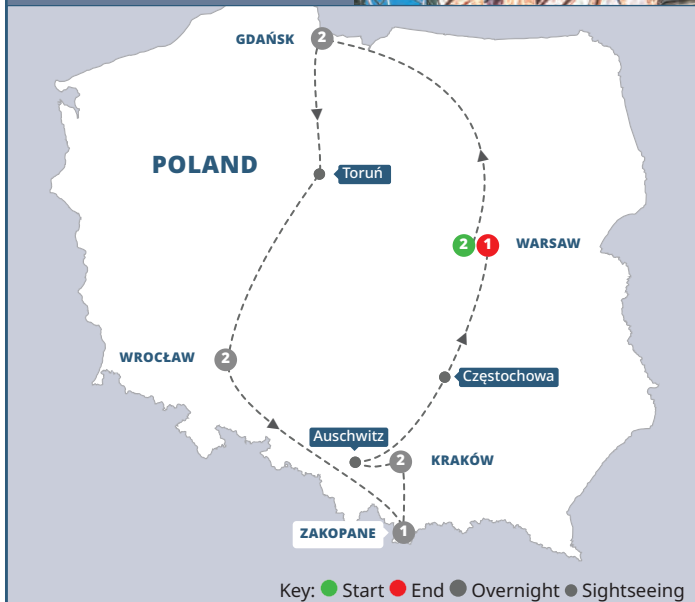 GDAŃSK 2
POLAND
Toruń
2 1 WARSAW
WROCŁAW 2
Częstochowa
Auschwitz
2 KRAKÓW
ZAKOPANE 1
Key: Start End Overnight Sightseeing